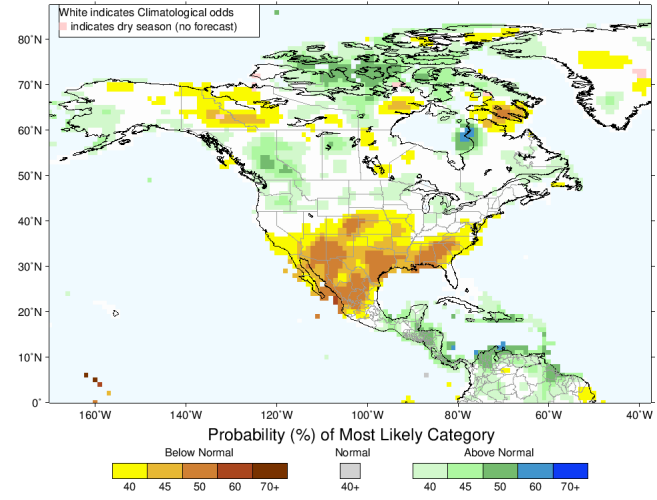 White indicates Climatological odds
indicates dry season (no forecast)
80°N
70°N
60°N
50°N
40°N
30°N
20°N
10°N
0°
160°W 140°W 120°W 100°W 80°W 60°W 40°W
Probability (%) of Most Likely Category
Below Normal Normal Above Normal
40 45 50 60 70+ 40+ 40 45 50 60 70+